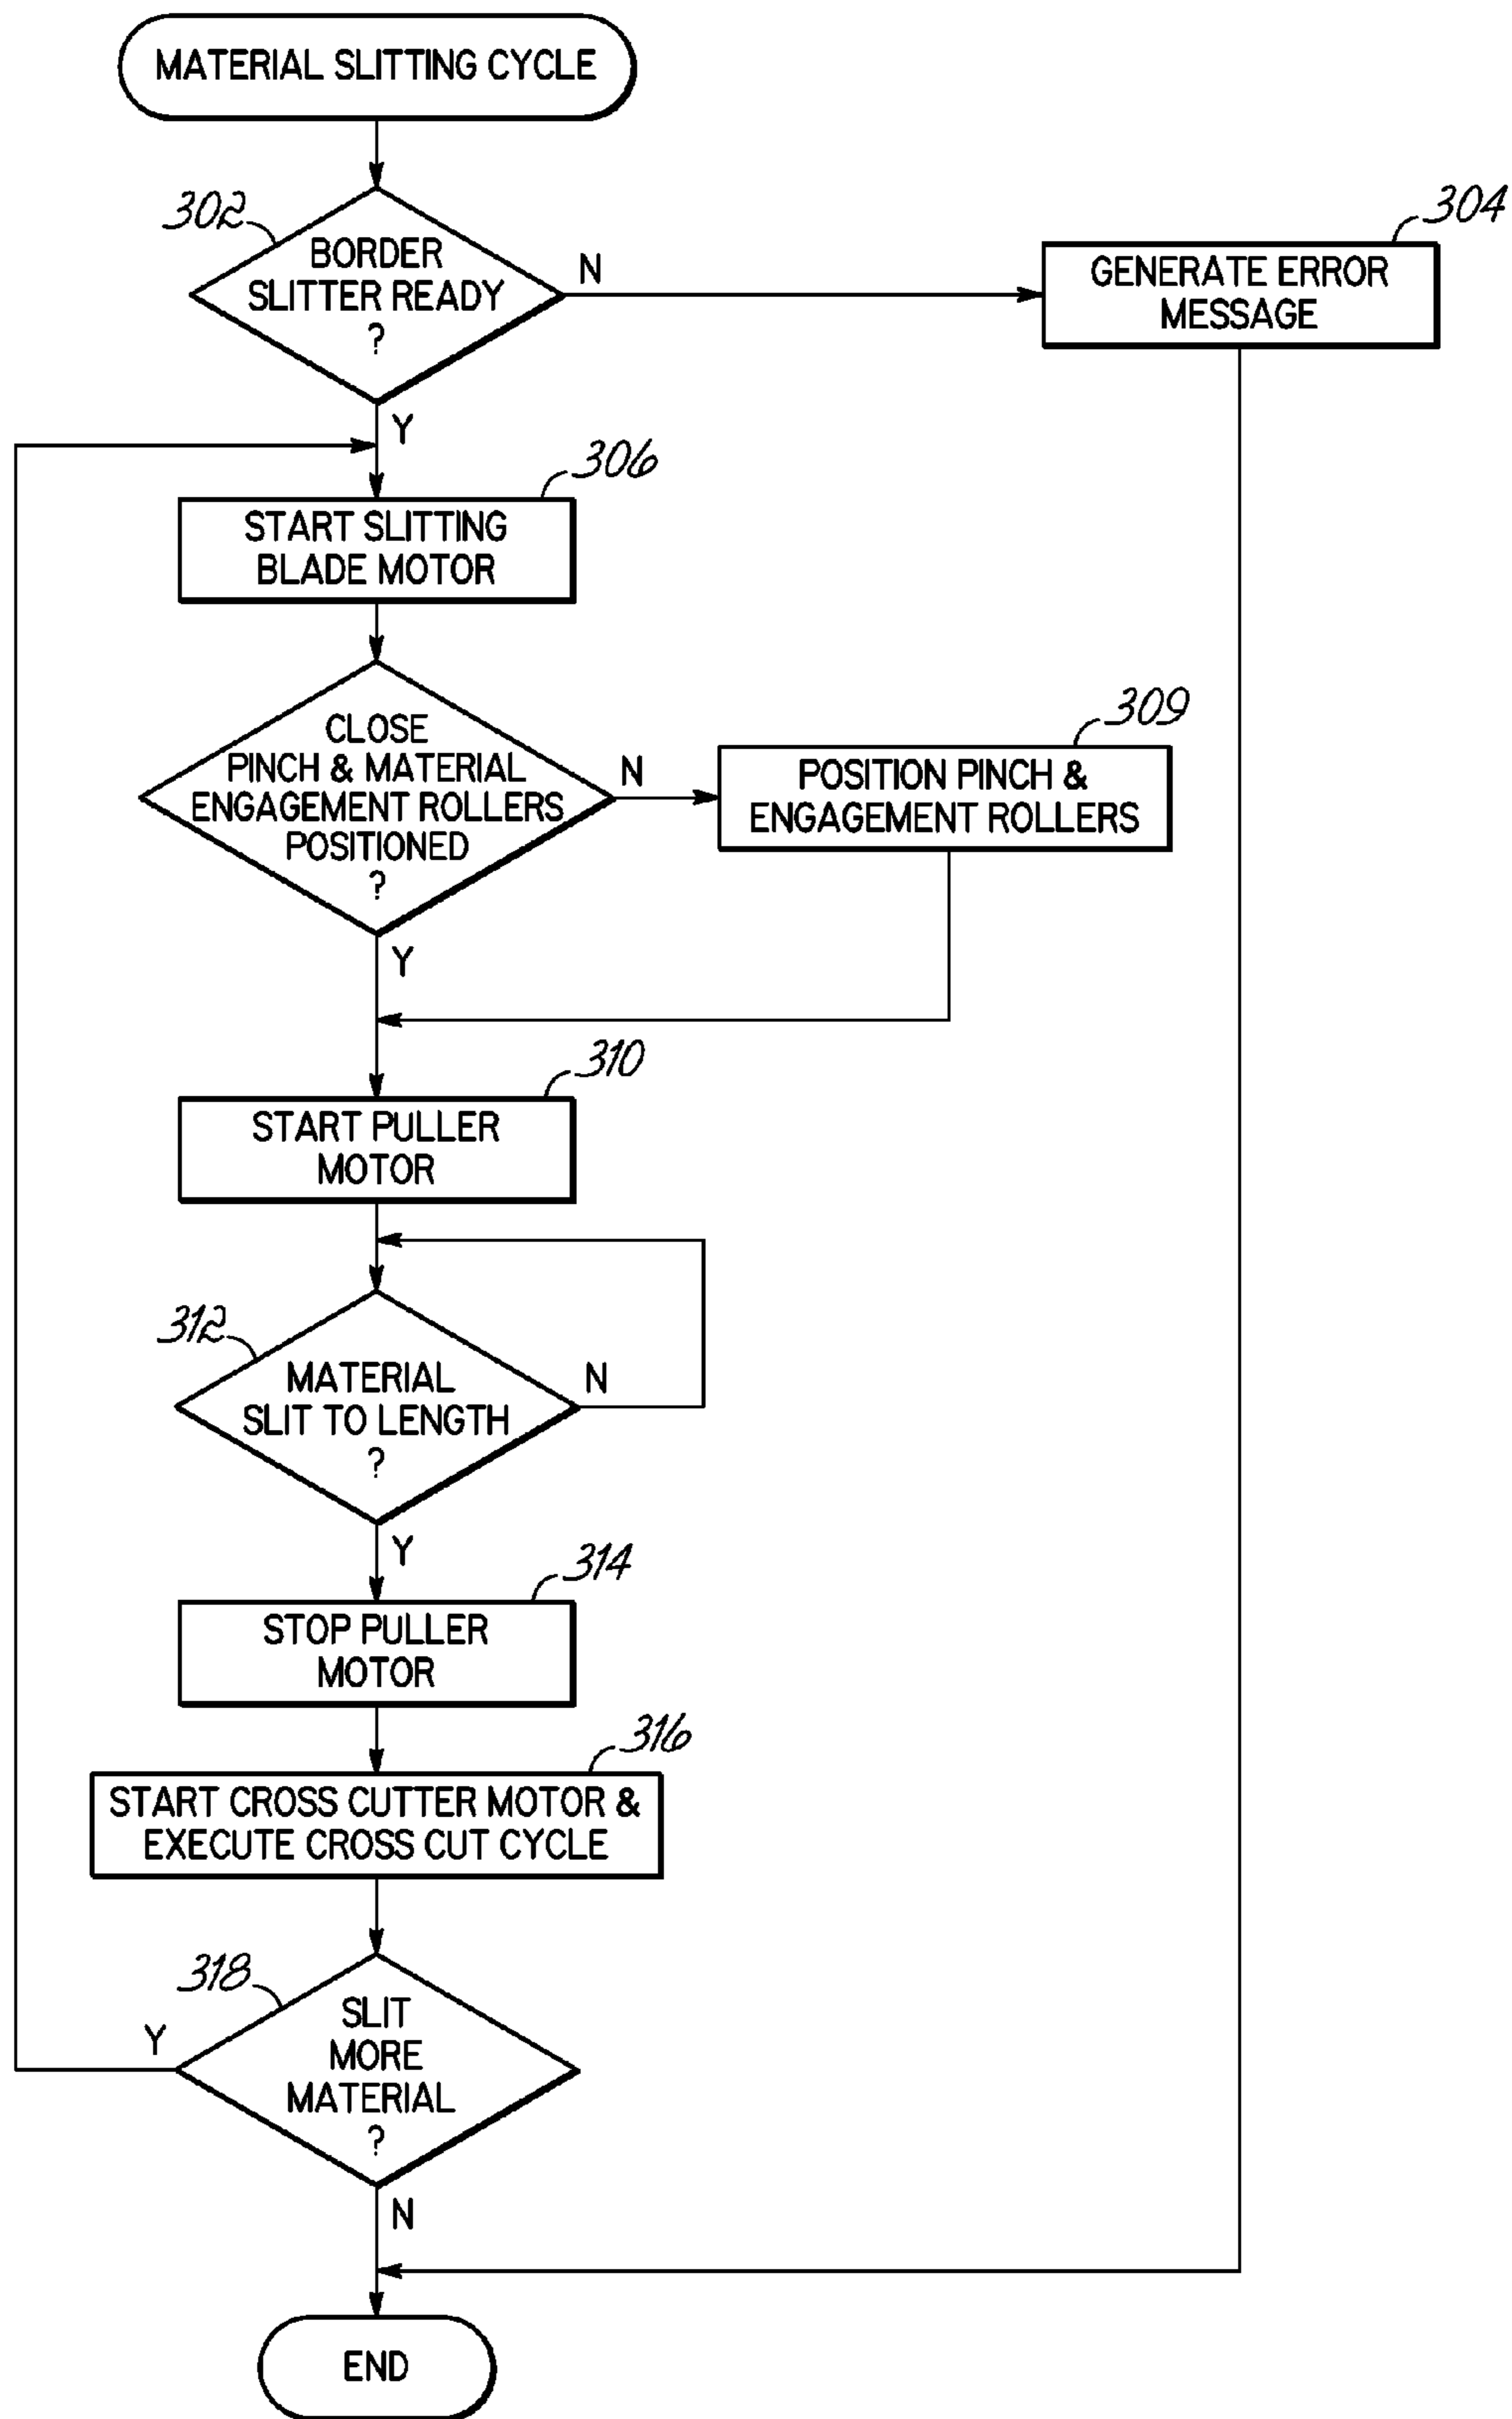 MATERIAL SLITTING CYCLE
302
BORDER
SLITTER READY
?
N
304
GENERATE ERROR
MESSAGE
Y
306
START SLITTING
BLADE MOTOR
CLOSE
PINCH & MATERIAL
ENGAGEMENT ROLLERS
POSITIONED
?
N
309
POSITION PINCH &
ENGAGEMENT ROLLERS
Y
310
START PULLER
MOTOR
312
MATERIAL
SLIT TO LENGTH
?
N
Y
314
STOP PULLER
MOTOR
316
START CROSS CUTTER MOTOR &
EXECUTE CROSS CUT CYCLE
318
SLIT
MORE
MATERIAL
?
Y
N
END